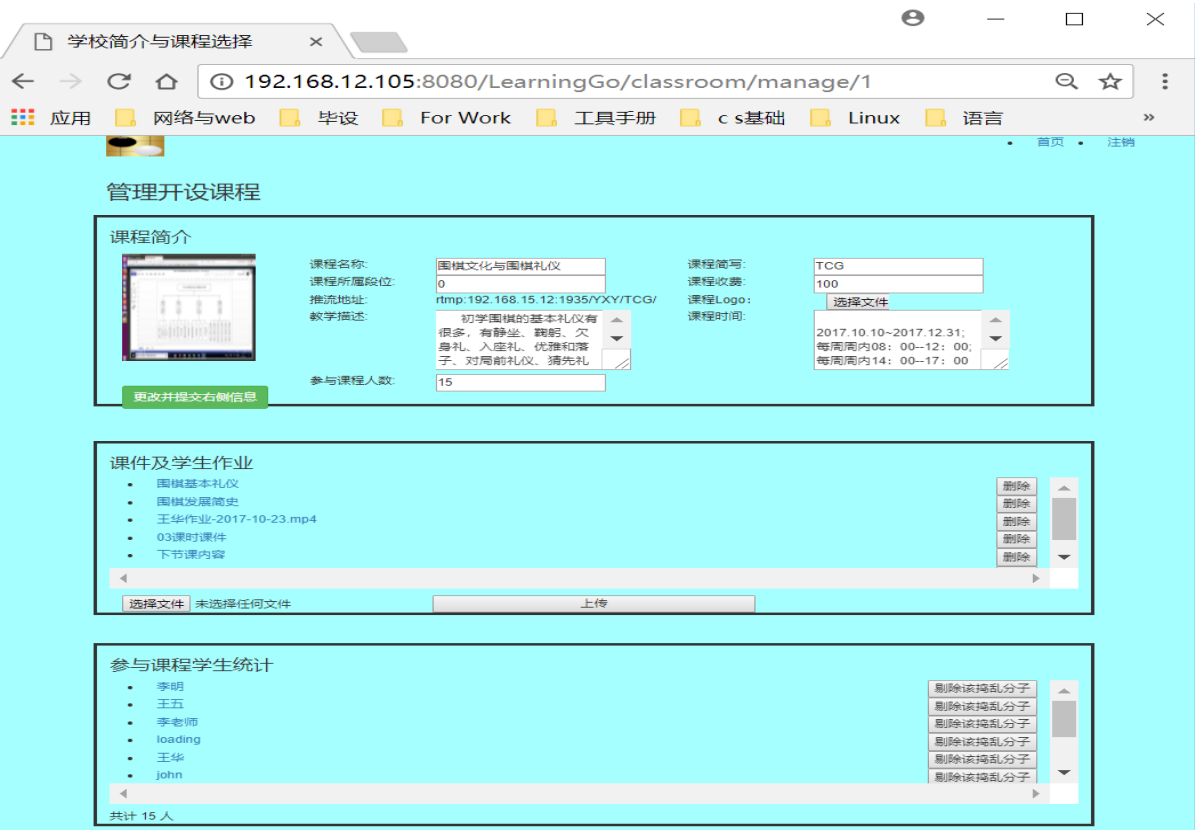 学校简介与课程选择
192.168.12.105:8080/LearningGo/classroom/manage/1
应用 网络与web 毕设 For Work 工具手册 c s基础 Linux 语言 »
• 首页 • 注销
管理开设课程
课程简介
课程名称: 围棋文化与围棋礼仪 课程简写: TCG
课程所属段位: 0 课程收费: 100
推流地址: rtmp:192.168.15.12:1935/YXY/TCG/ 课程Logo: 选择文件
教学描述: 初学围棋的基本礼仪有 课程时间:
很多，有静坐、鞠躬、欠 2017.10.10~2017.12.31;
身礼、入座礼、优雅和落 每周周内08：00--12：00;
子、对局前礼仪、猜先礼 每周周内14：00--17：00
参与课程人数: 15
更改并提交右侧信息
课件及学生作业
• 围棋基本礼仪 删除
• 围棋发展简史 删除
• 王华作业-2017-10-23.mp4 删除
• 03课时课件 删除
• 下节课内容 删除
选择文件 未选择任何文件 上传
参与课程学生统计
• 李明 剔除该捣乱分子
• 王五 剔除该捣乱分子
• 李老师 剔除该捣乱分子
• loading 剔除该捣乱分子
• 王华 剔除该捣乱分子
• john 剔除该捣乱分子
共计 15 人